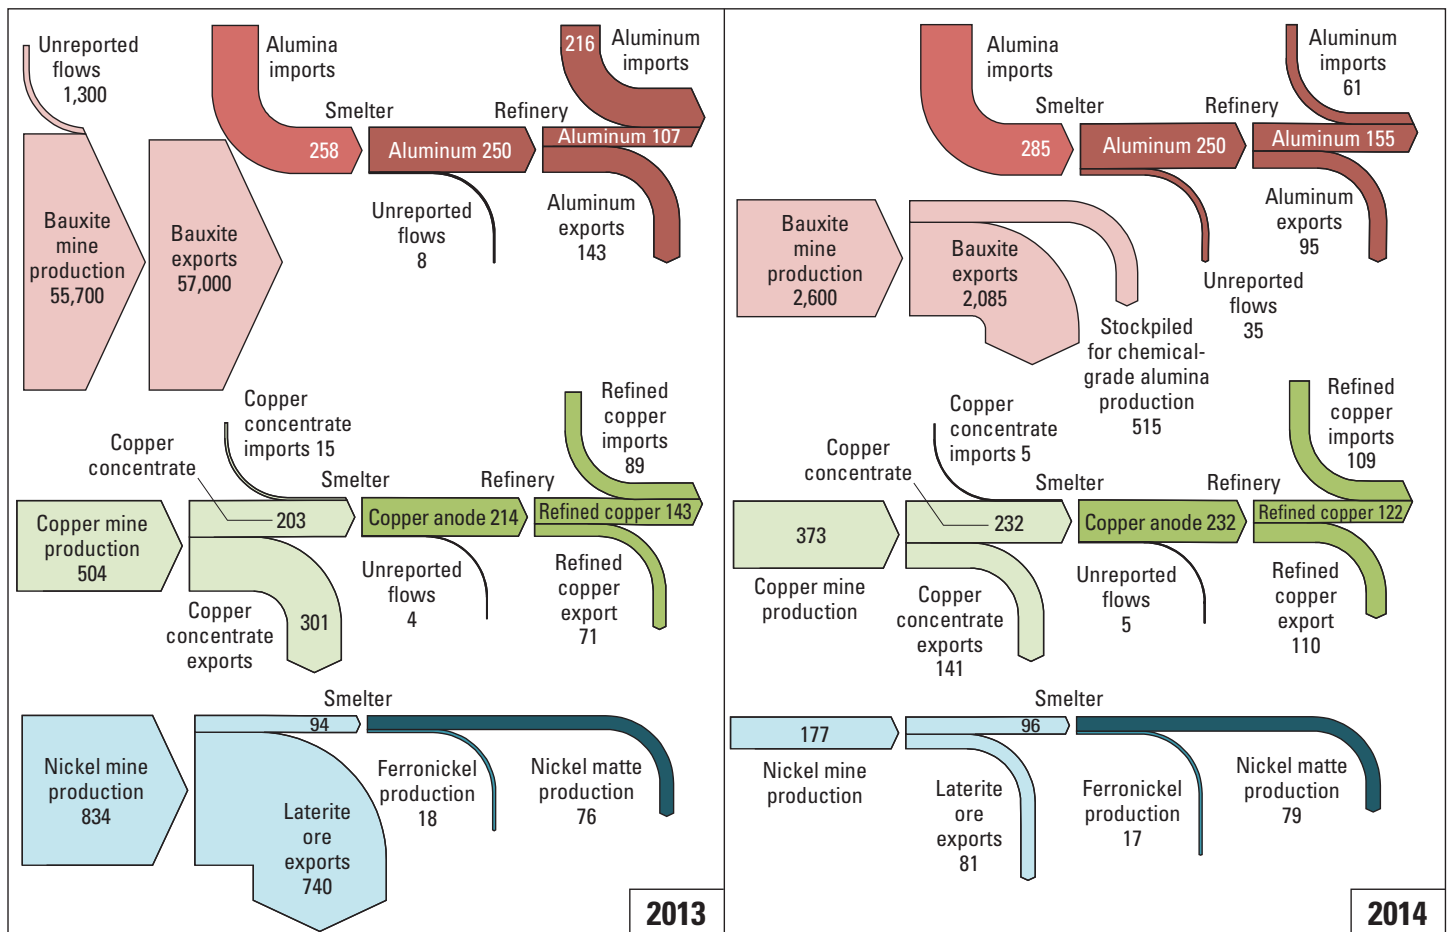 Unreported
flows
1,300
Bauxite
mine
production
55,700
Bauxite
exports
57,000
Alumina
imports
258
Smelter
Aluminum 250
Unreported
flows
8
Refinery
216
Aluminum
imports
Aluminum 107
Aluminum
exports
143
Copper mine
production
504
Copper
concentrate
203
Copper
concentrate
imports 15
Copper
concentrate
exports
301
Smelter
Copper anode 214
Unreported
flows
4
Refinery
Refined
copper
imports
89
Refined copper 143
Refined
copper
export
71
Nickel mine
production
834
94
Smelter
Laterite
ore
exports
740
Ferronickel
production
18
Nickel matte
production
76
2013
Alumina
imports
285
Smelter
Aluminum 250
Unreported
flows
35
Refinery
Aluminum
imports
61
Aluminum 155
Aluminum
exports
95
Bauxite
mine
production
2,600
Bauxite
exports
2,085
Stockpiled
for chemical-
grade alumina
production
515
373
Copper mine
production
Copper
concentrate
232
Copper
concentrate
imports 5
Copper
concentrate
exports
141
Smelter
Copper anode 232
Unreported
flows
5
Refinery
Refined
copper
imports
109
Refined copper 122
Refined
copper
export
110
177
Nickel mine
production
96
Smelter
Laterite
ore
exports
81
Ferronickel
production
17
Nickel matte
production
79
2014